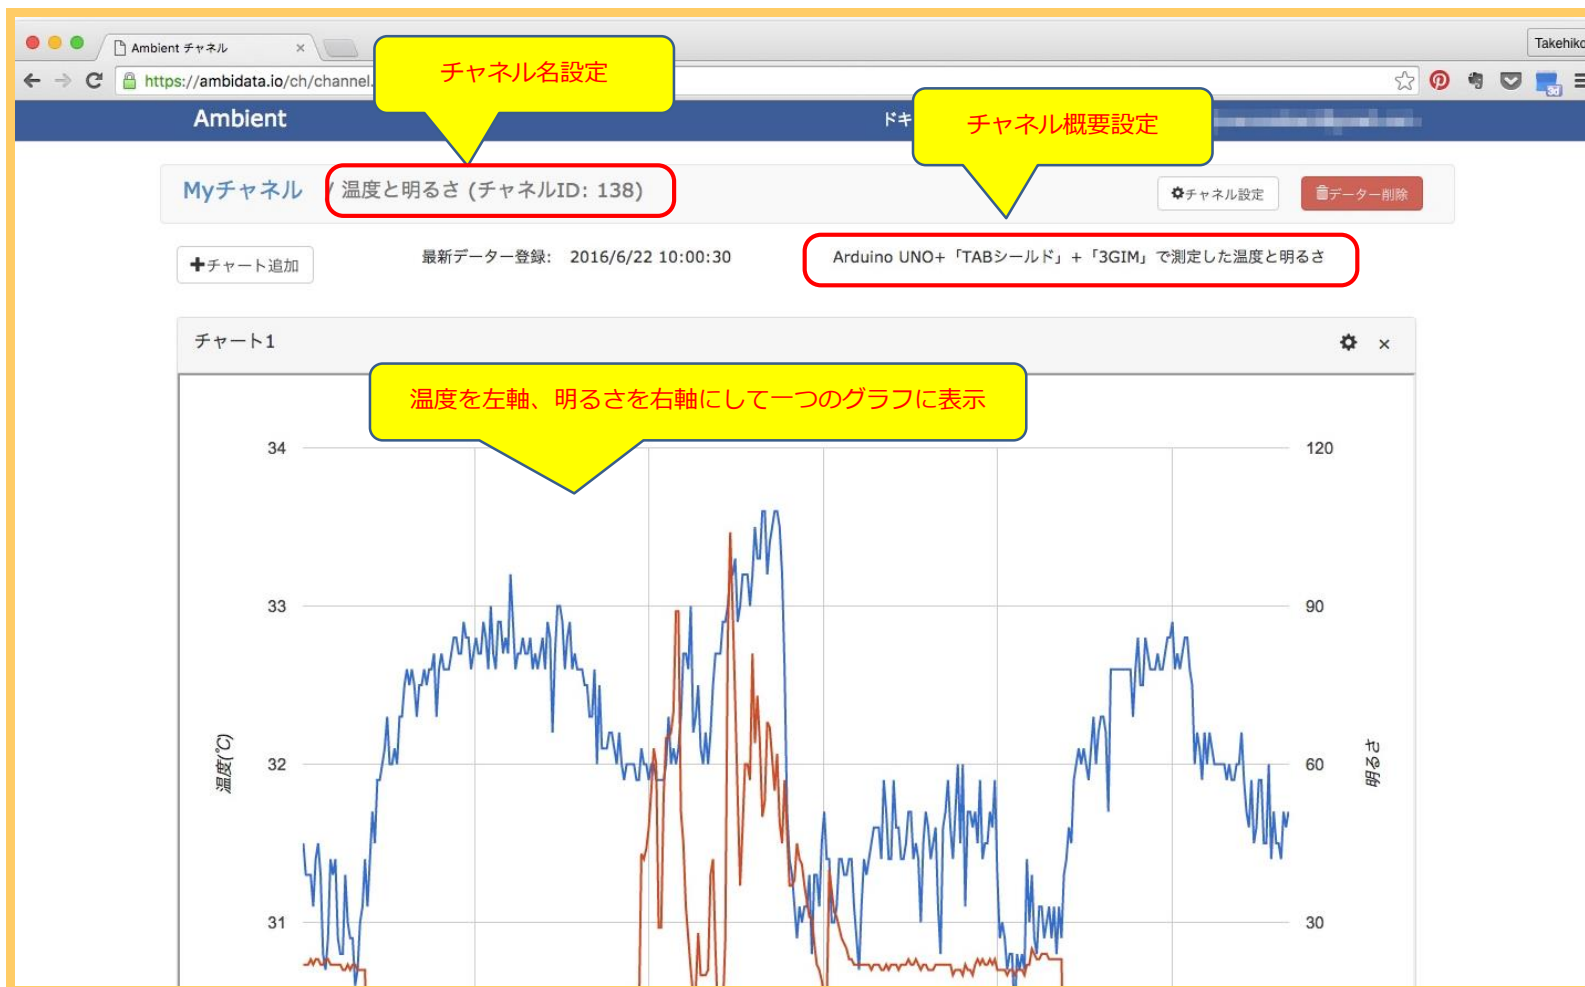 Ambient チャネル
Takehiko
https://ambidata.io/ch/channel.
チャネル名設定
Ambient
ドキ
チャネル概要設定
Myチャネル / 温度と明るさ (チャネルID: 138)
チャネル設定
データー削除
チャート追加
最新データー登録: 2016/6/22 10:00:30
Arduino UNO+「TABシールド」+「3GIM」で測定した温度と明るさ
チャート1
温度を左軸、明るさを右軸にして一つのグラフに表示
34
120
33
90
温度(℃)
32
60
明るさ
31
30